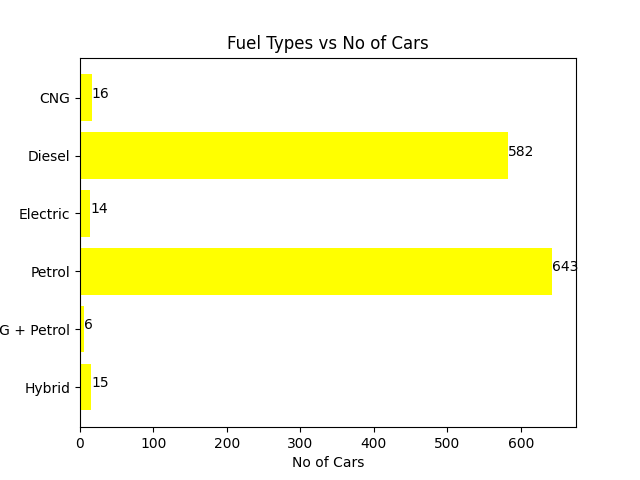 Fuel Types vs No of Cars
CNG 16
Diesel 582
Electric 14
Petrol 643
G + Petrol 6
Hybrid 15
0 100 200 300 400 500 600
No of Cars